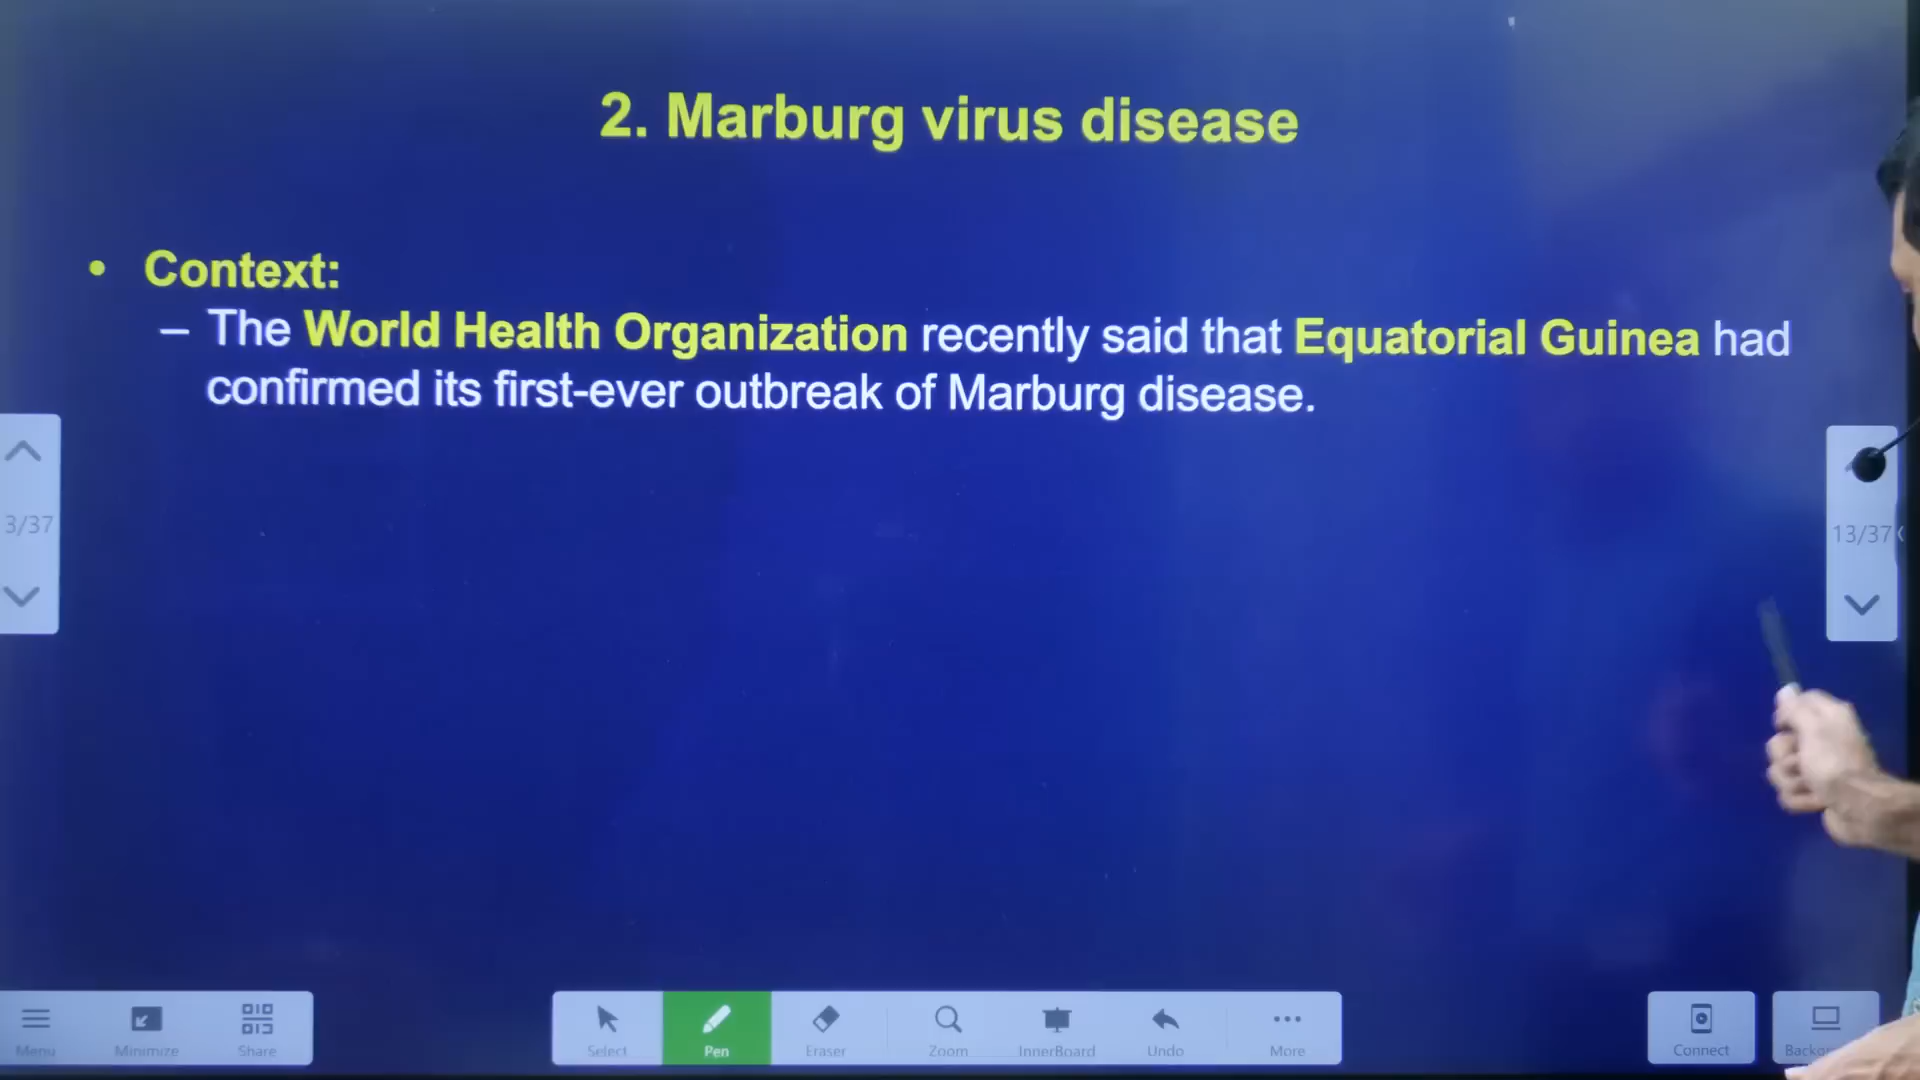 2. Marburg virus disease
• Context:
– The World Health Organization recently said that Equatorial Guinea had
confirmed its first-ever outbreak of Marburg disease.
3/37
13/37
Menu
Minimize
Share
Select
Pen
Eraser
Zoom
InnerBoard
Undo
More
Connect